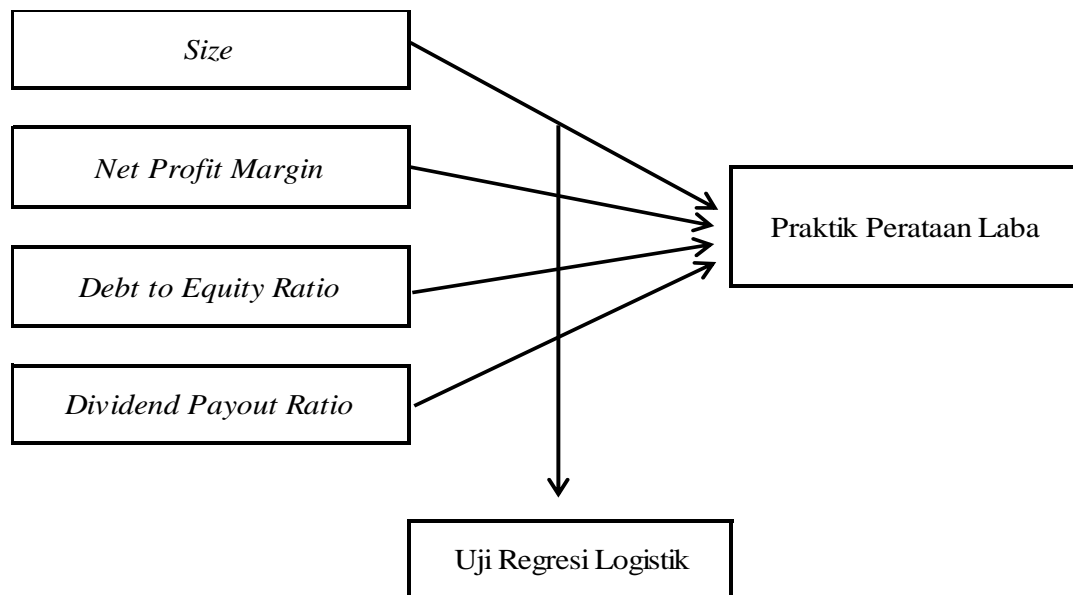 Size
Net Profit Margin
Praktik Perataan Laba
Debt to Equity Ratio
Dividend Payout Ratio
Uji Regresi Logistik